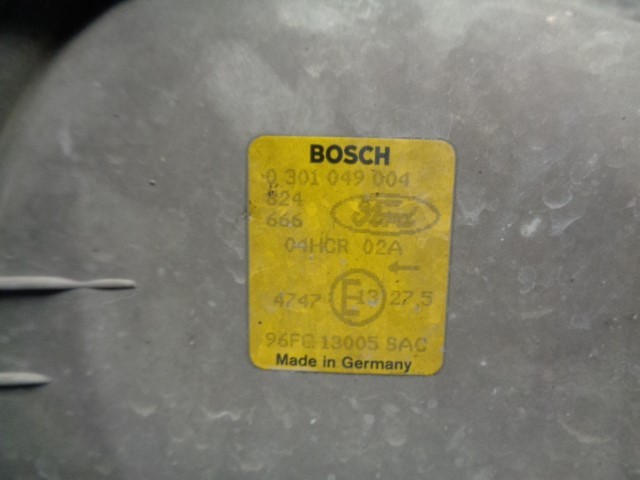 BOSCH
0 301 049 004
824
666 Ford
04HCR 02A
←
4747 E13 27.5
96FG 13005 SAC
Made in Germany